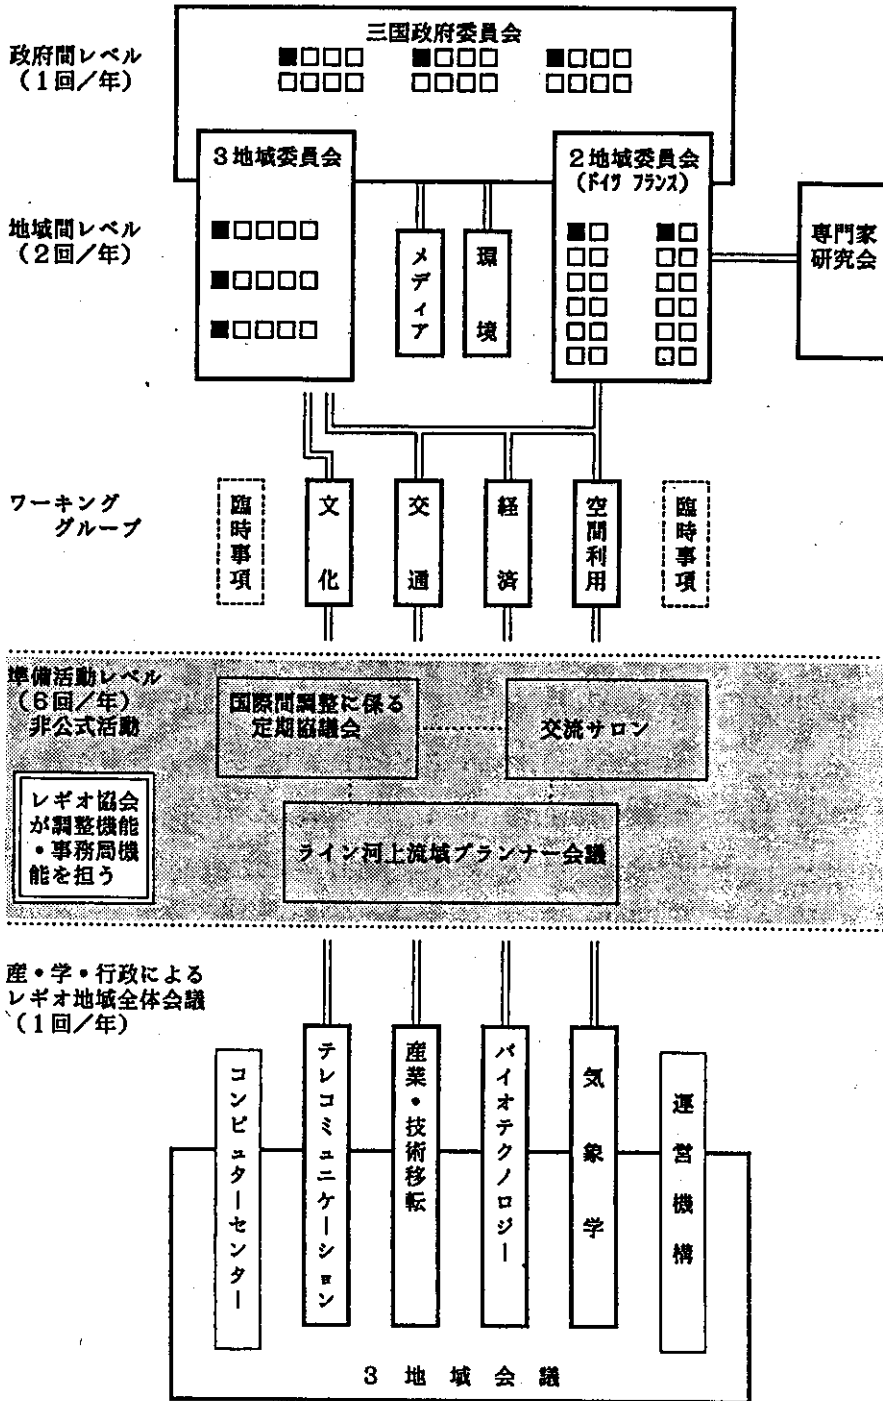 三国政府委員会
政府間レベル
（１回／年）
３地域委員会
２地域委員会
（ドイツ フランス）
地域間レベル
（２回／年）
メディア
環境
専門家
研究会
ワーキング
グループ
臨時事項
文化
交通
経済
空間利用
臨時事項
準備活動レベル
（６回／年）
非公式活動
国際間調整に係る
定期協議会
交流サロン
レギオ協会
が調整機能
・事務局機
能を担う
ライン河上流域プランナー会議
産・学・行政による
レギオ地域全体会議
（１回／年）
コンピュターセンター
テレコミュニケーション
産業・技術移転
バイオテクノロジー
気象学
運営機構
３地域会議